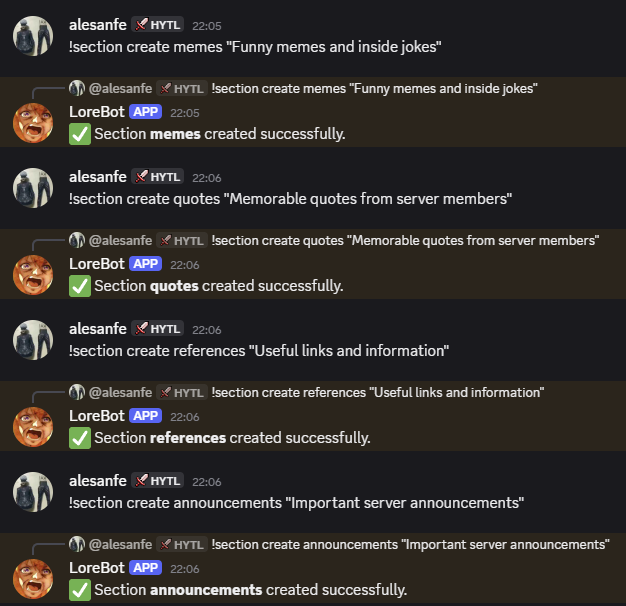 alesanfe HYTL 22:05
!section create memes "Funny memes and inside jokes"
@alesanfe HYTL !section create memes "Funny memes and inside jokes"
LoreBot APP 22:05
✅ Section memes created successfully.
alesanfe HYTL 22:06
!section create quotes "Memorable quotes from server members"
@alesanfe HYTL !section create quotes "Memorable quotes from server members"
LoreBot APP 22:06
✅ Section quotes created successfully.
alesanfe HYTL 22:06
!section create references "Useful links and information"
@alesanfe HYTL !section create references "Useful links and information"
LoreBot APP 22:06
✅ Section references created successfully.
alesanfe HYTL 22:06
!section create announcements "Important server announcements"
@alesanfe HYTL !section create announcements "Important server announcements"
LoreBot APP 22:06
✅ Section announcements created successfully.